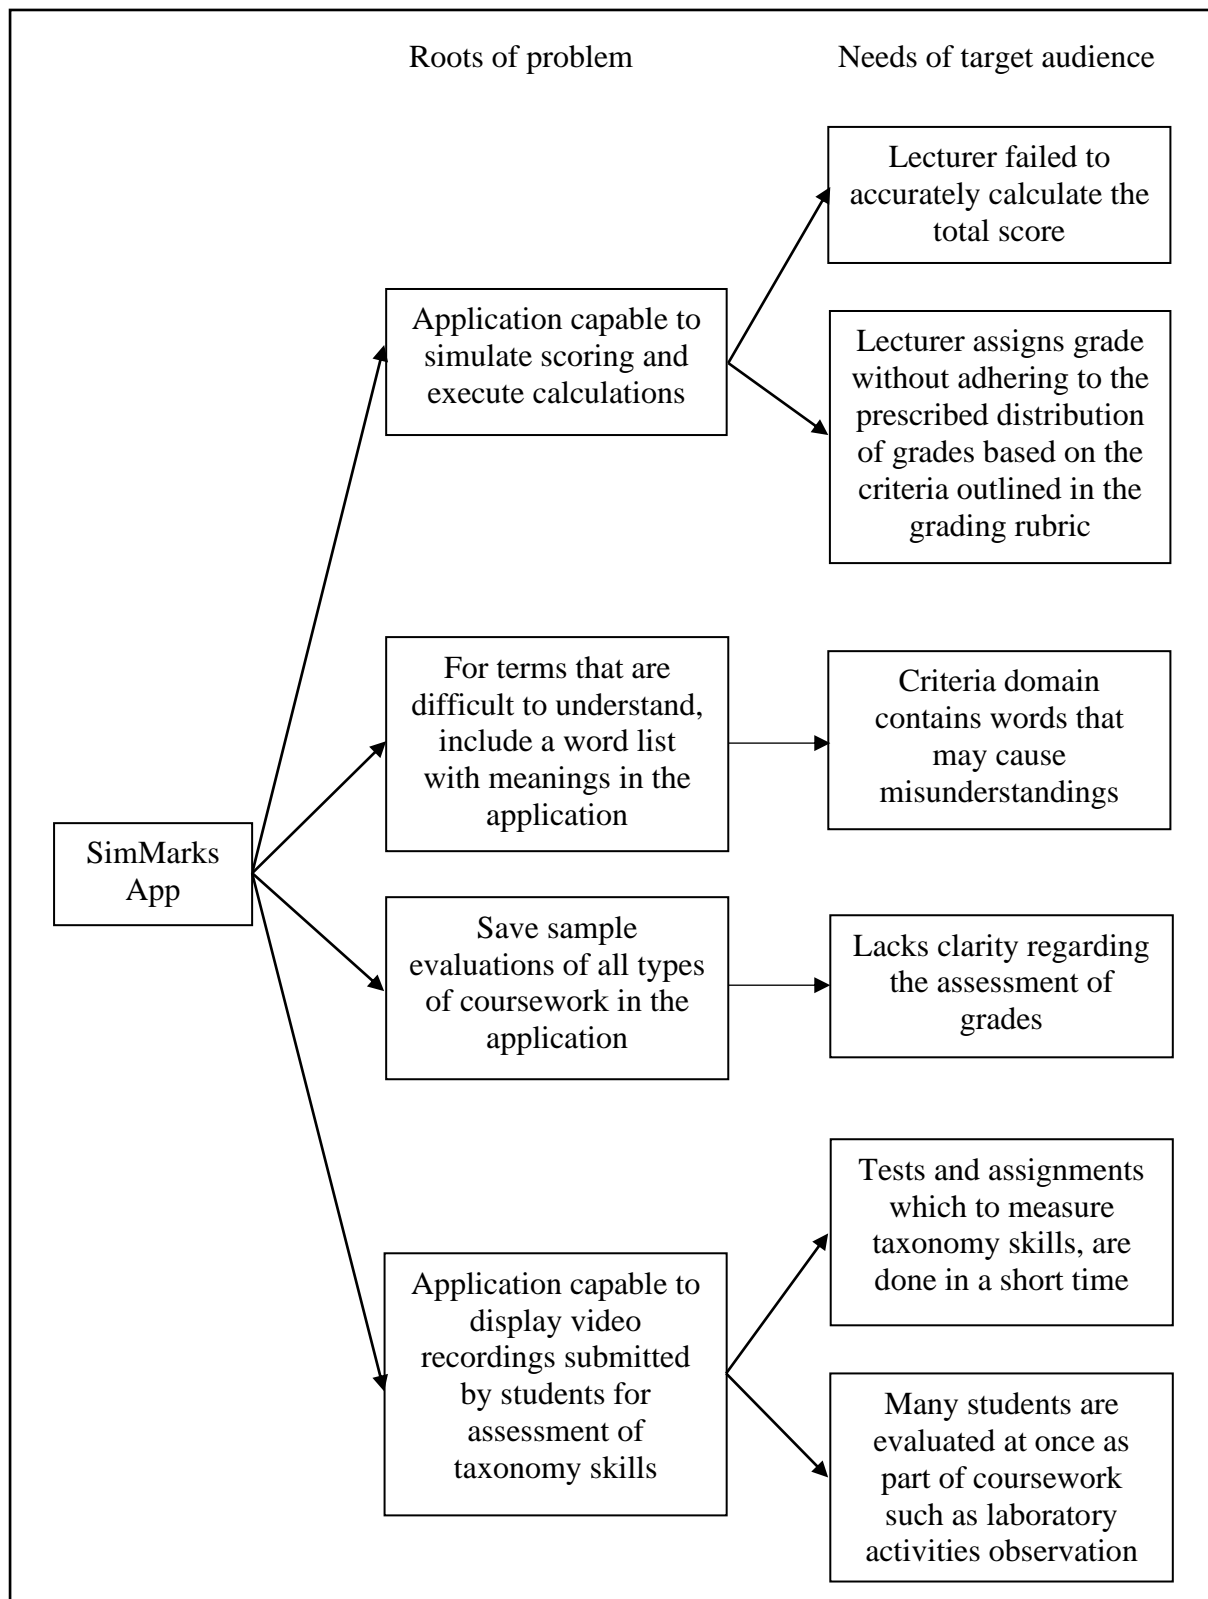 Roots of problem
Needs of target audience
Lecturer failed to
accurately calculate the
total score
Application capable to
simulate scoring and
execute calculations
Lecturer assigns grade
without adhering to the
prescribed distribution
of grades based on the
criteria outlined in the
grading rubric
For terms that are
difficult to understand,
include a word list
with meanings in the
application
Criteria domain
contains words that
may cause
misunderstandings
SimMarks
App
Save sample
evaluations of all types
of coursework in the
application
Lacks clarity regarding
the assessment of
grades
Application capable to
display video
recordings submitted
by students for
assessment of
taxonomy skills
Tests and assignments
which to measure
taxonomy skills, are
done in a short time
Many students are
evaluated at once as
part of coursework
such as laboratory
activities observation